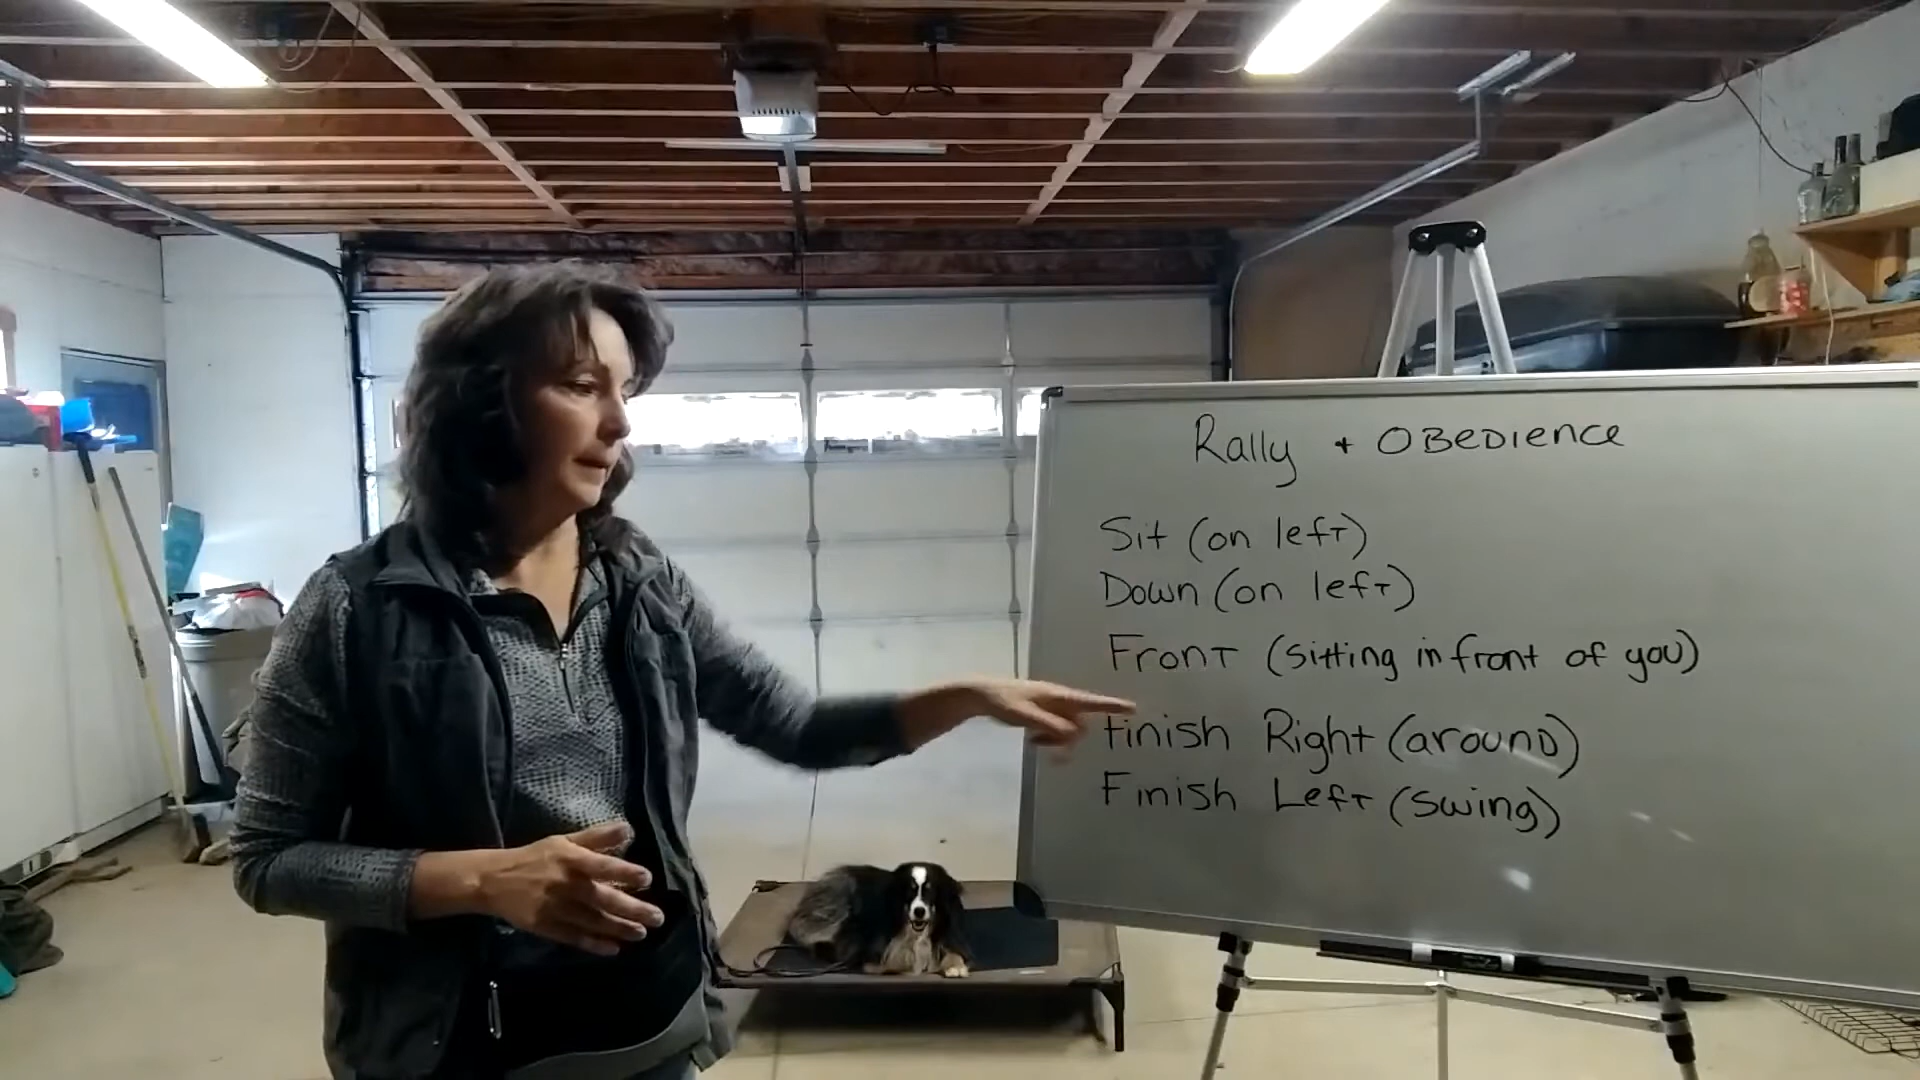 Rally + OBEDIENCE
Sit (on left)
Down (on left)
Front (sitting in front of you)
Finish Right (around)
Finish Left (swing)